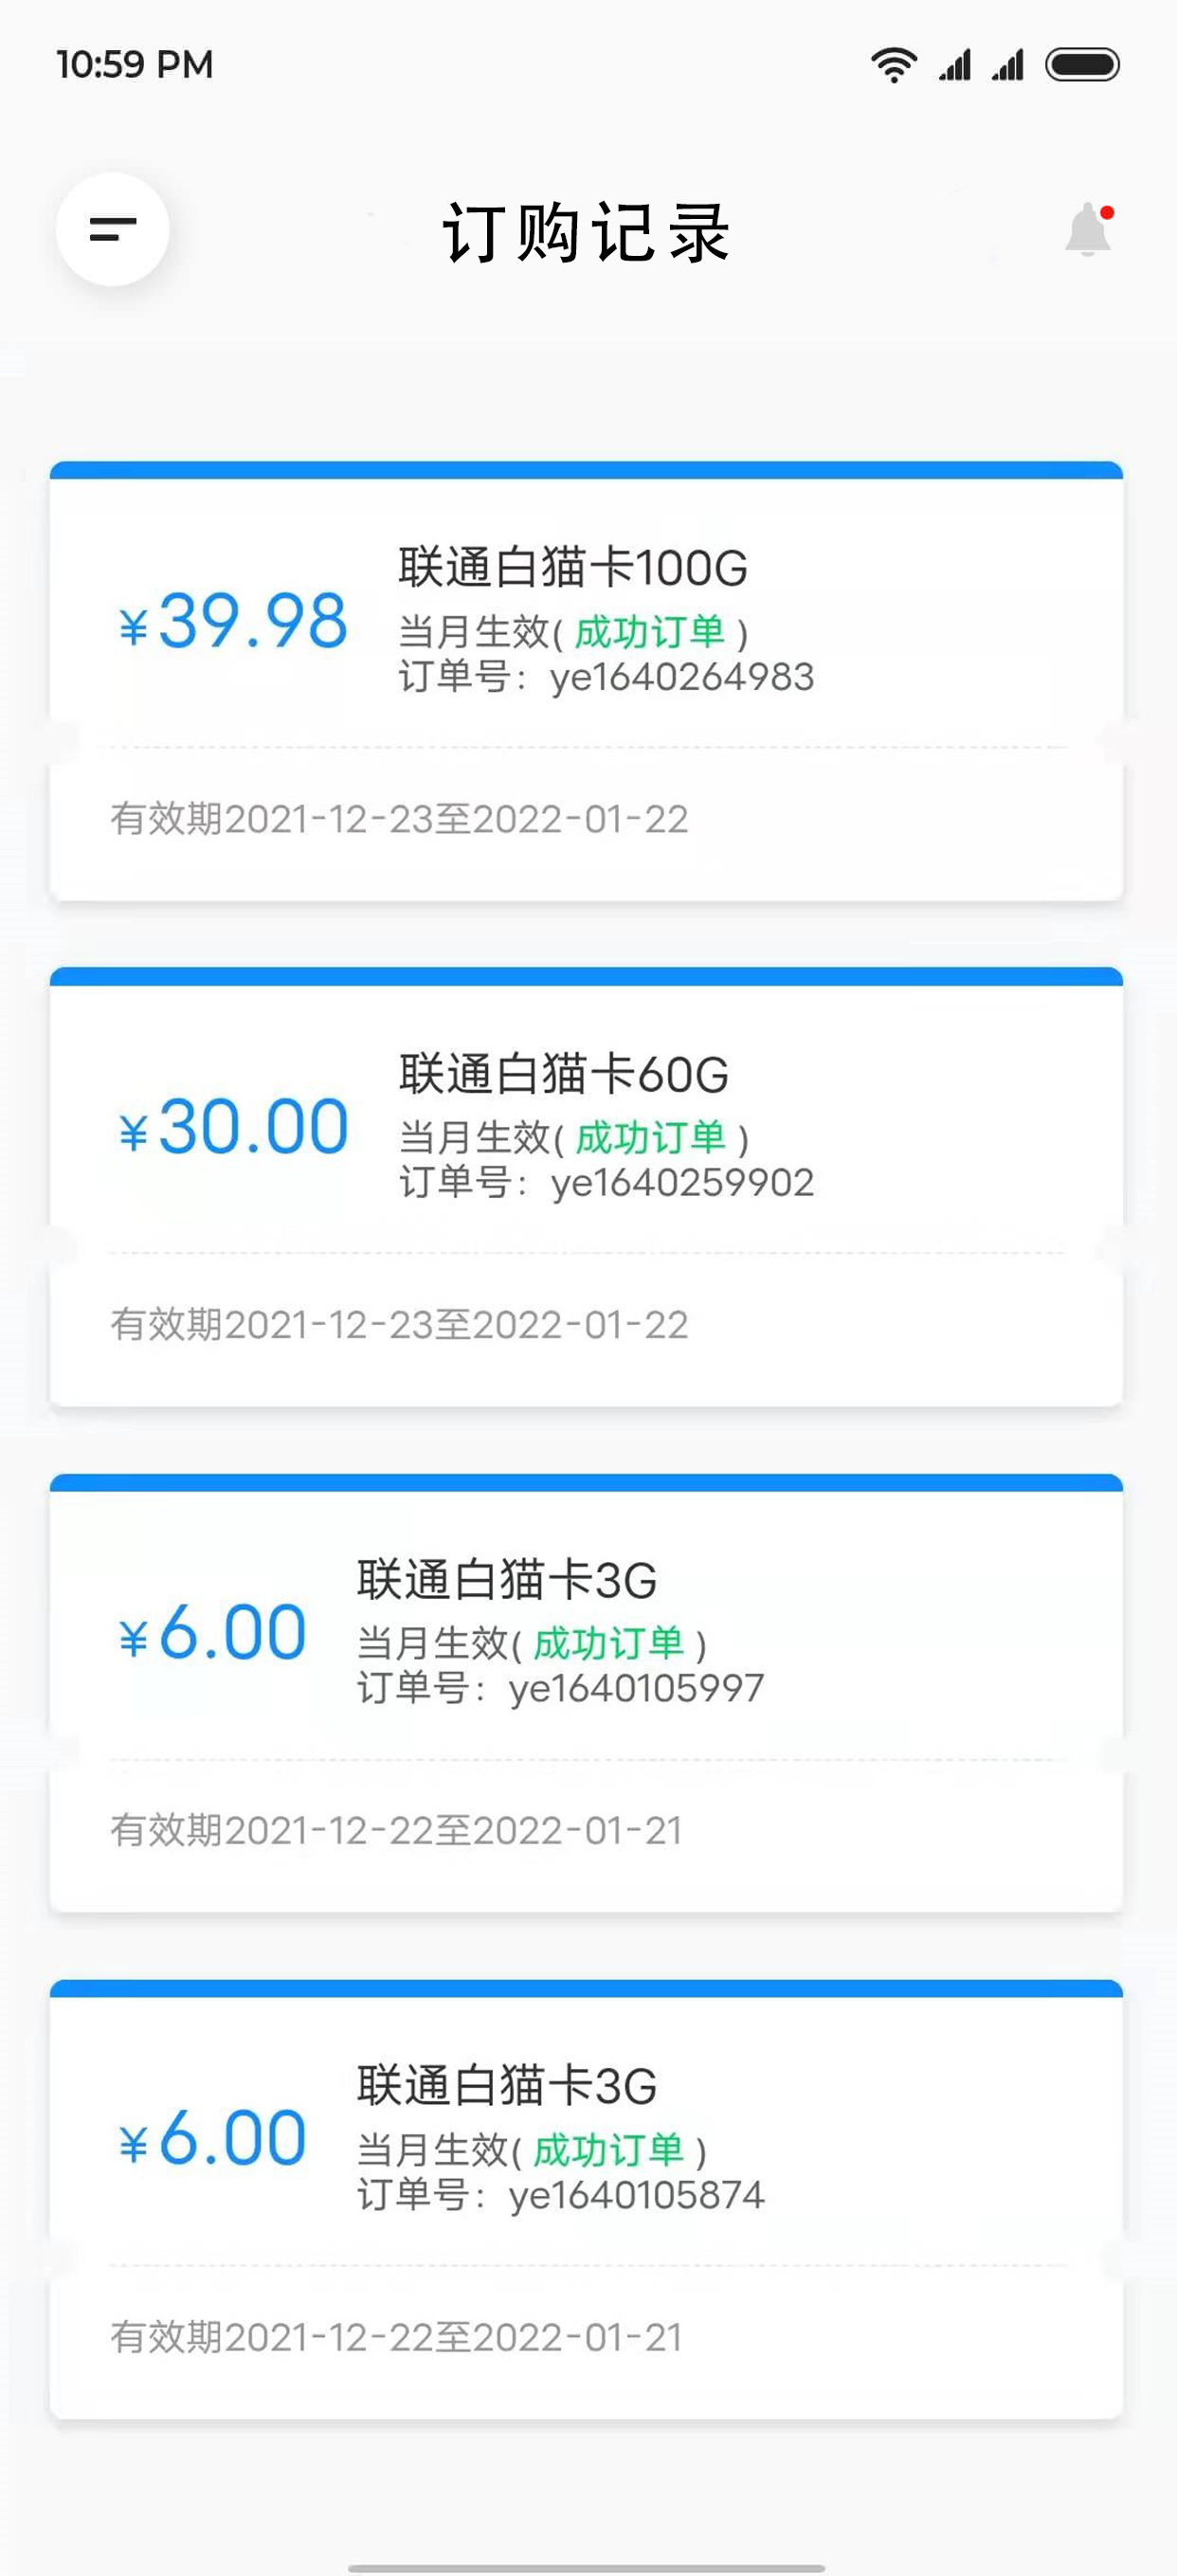 10:59 PM
订购记录
联通白猫卡100G
¥39.98
当月生效( 成功订单 )
订单号：ye1640264983
有效期2021-12-23至2022-01-22
联通白猫卡60G
¥30.00
当月生效( 成功订单 )
订单号：ye1640259902
有效期2021-12-23至2022-01-22
联通白猫卡3G
¥6.00
当月生效( 成功订单 )
订单号：ye1640105997
有效期2021-12-22至2022-01-21
联通白猫卡3G
¥6.00
当月生效( 成功订单 )
订单号：ye1640105874
有效期2021-12-22至2022-01-21